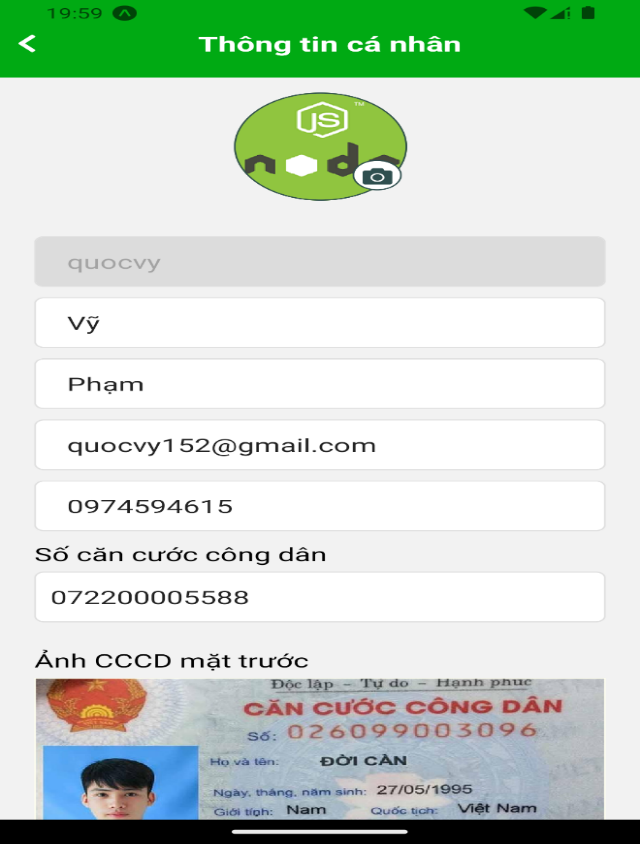 19:59
Thông tin cá nhân
JS
TM
node
quocvy
Vỹ
Phạm
quocvy152@gmail.com
0974594615
Số căn cước công dân
072200005588
Ảnh CCCD mặt trước
Độc lập - Tự do - Hạnh phúc
CĂN CƯỚC CÔNG DÂN
Số: 026099003096
Họ và tên: ĐỜI CÀN
Ngày, tháng, năm sinh: 27/05/1995
Giới tính: Nam Quốc tịch: Việt Nam